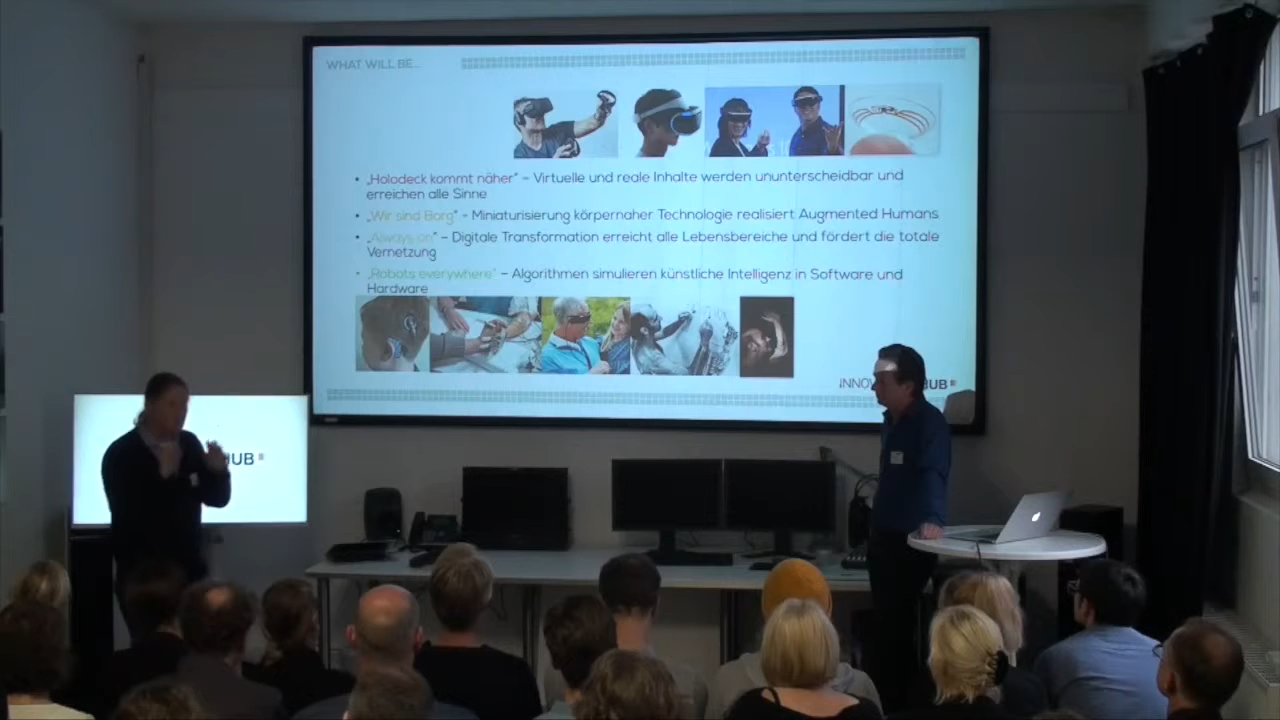 WHAT WILL BE...
• „Holodeck kommt näher" – Virtuelle und reale Inhalte werden ununterscheidbar und
erreichen alle Sinne
• „Wir sind Borg" - Miniaturisierung körpernaher Technologie realisiert Augmented Humans
• „Always on" – Digitale Transformation erreicht alle Lebensbereiche und fördert die totale
Vernetzung
• „Robots everywhere" – Algorithmen simulieren künstliche Intelligenz in Software und
Hardware
INNO HUB
HUB